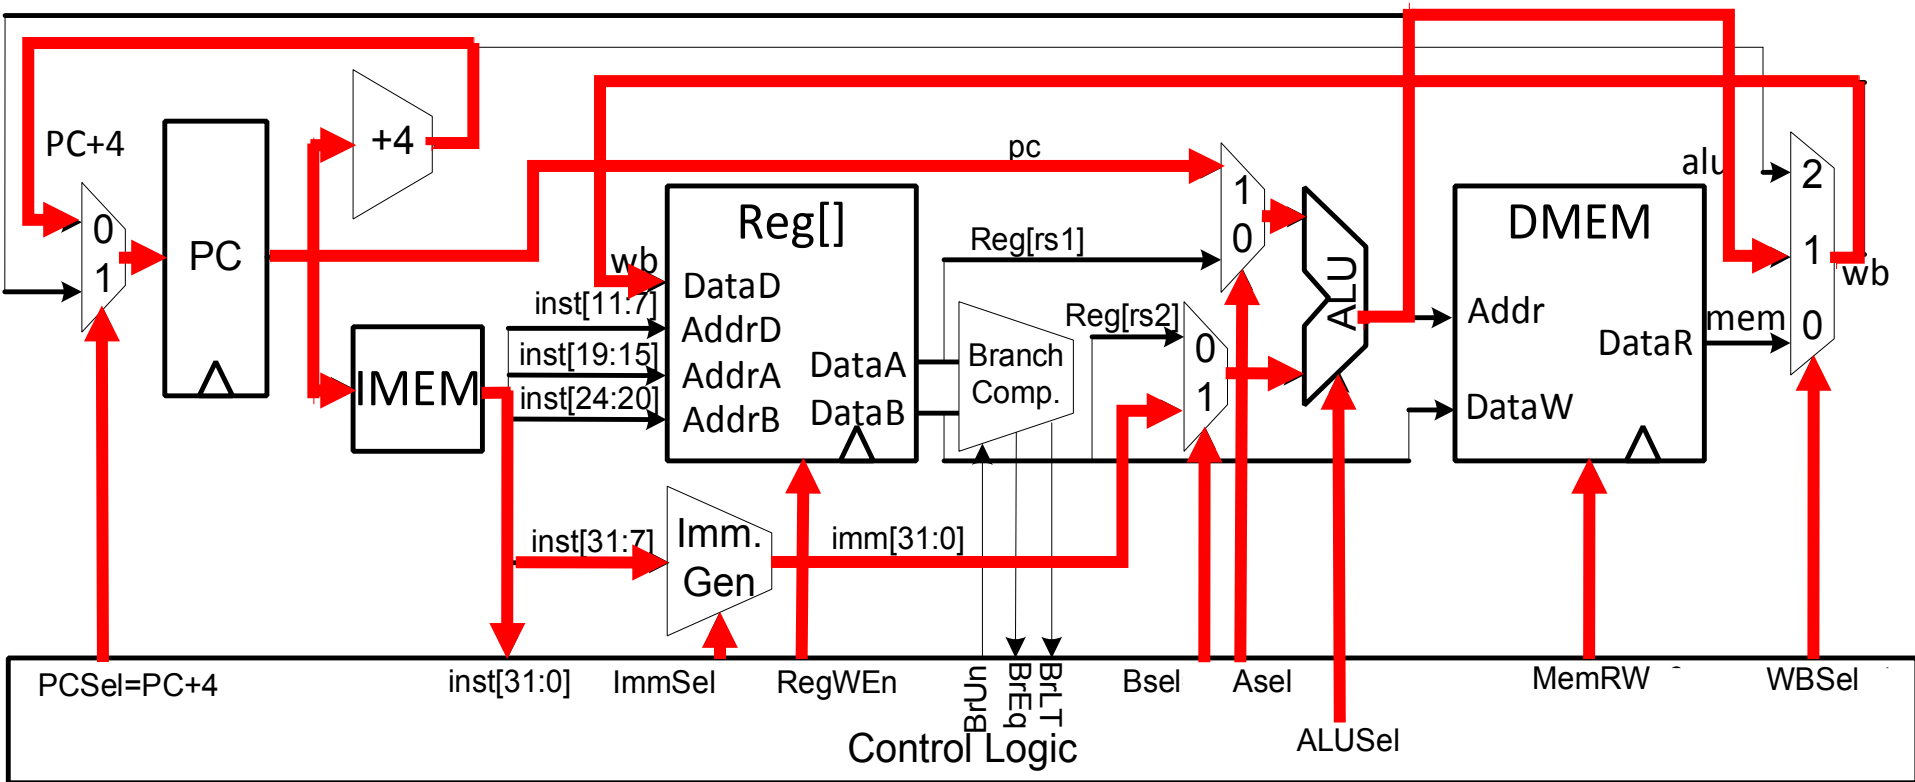 pc
PC+4
+4
alu
2
0
1
PC
Reg[]
1
0
DMEM
wb
Reg[rs1]
ALU
1
wb
DataD
inst[11:7]
AddrD
Reg[rs2]
Addr
mem
0
inst[19:15]
AddrA
DataA
Branch
Comp.
0
1
DataR
IMEM
inst[24:20]
AddrB
DataB
DataW
inst[31:7]
Imm.
Gen
imm[31:0]
PCSel=PC+4
inst[31:0]
ImmSel
RegWEn
BrUn
BrEq
BrLT
Bsel
Asel
MemRW
WBSel
ALUSel
Control Logic